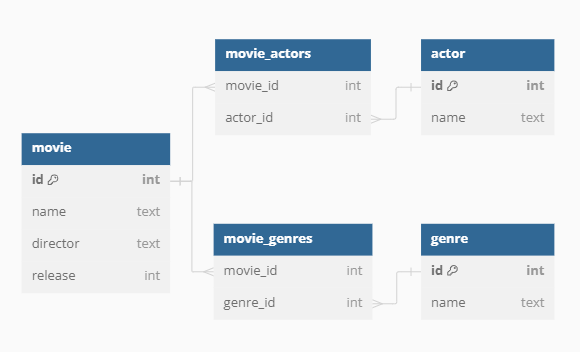 movie
id int
name text
director text
release int
movie_actors
movie_id int
actor_id int
actor
id int
name text
movie_genres
movie_id int
genre_id int
genre
id int
name text